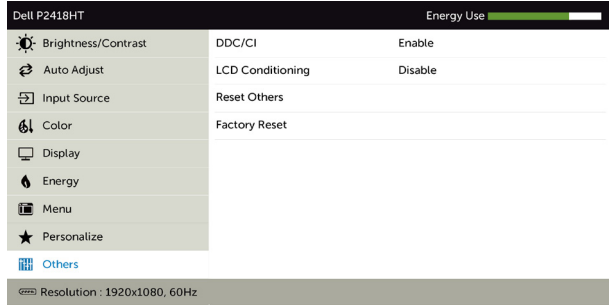 Dell P2418HT
Energy Use
Brightness/Contrast
Auto Adjust
Input Source
Color
Display
Energy
Menu
Personalize
Others
DDC/CI Enable
LCD Conditioning Disable
Reset Others
Factory Reset
Resolution : 1920x1080, 60Hz